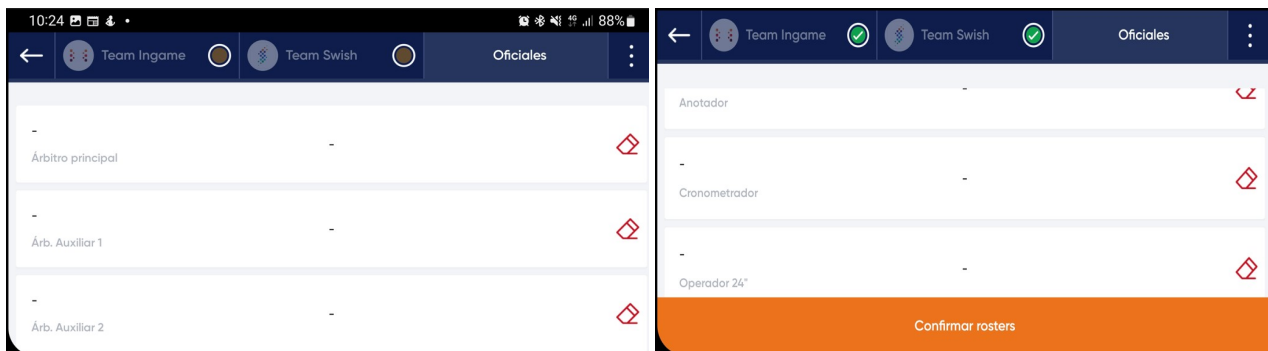 10:24 4G 88%
Team Ingame Team Swish Oficiales
-
Árbitro principal -
-
Árb. Auxiliar 1 -
-
Árb. Auxiliar 2 -
Team Ingame Team Swish Oficiales
Anotador -
-
Cronometrador -
-
Operador 24" -
Confirmar rosters